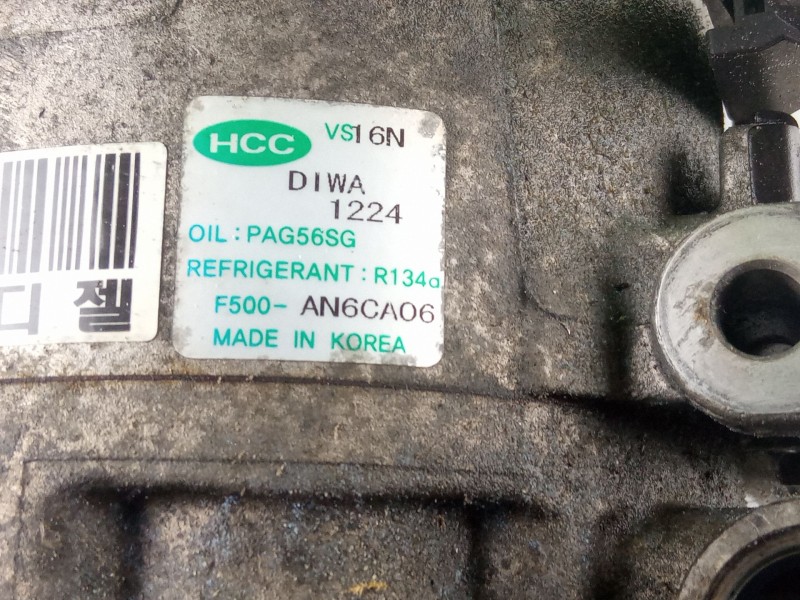 HCC VS16N
DIWA
1224
OIL : PAG56SG
REFRIGERANT : R134a
F500- AN6CA06
MADE IN KOREA
디젤